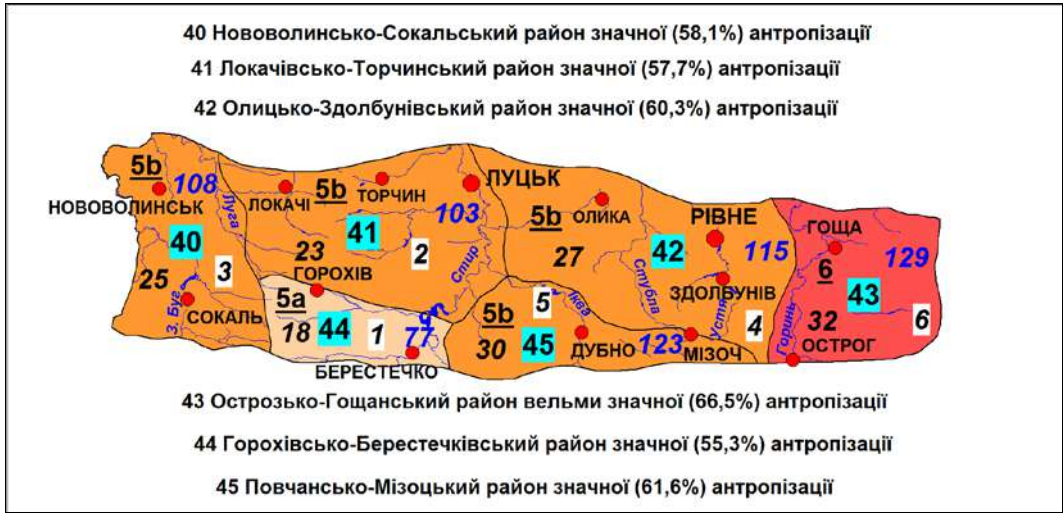 40 Нововолинсько-Сокальський район значної (58,1%) антропізації
41 Локачівсько-Торчинський район значної (57,7%) антропізації
42 Олицько-Здолбунівський район значної (60,3%) антропізації
5b
108
НОВОВОЛИНСЬК
Луга
40
25
3
З. Буг
СОКАЛЬ
5b
ЛОКАЧІ
ТОРЧИН
ЛУЦЬК
103
41
23
2
Стир
ГОРОХІВ
5a
18
44
1
77
БЕРЕСТЕЧКО
5b
ОЛИКА
РІВНЕ
42
115
27
Стубла
ЗДОЛБУНІВ
Устя
4
5b
5
Іква
30
45
ДУБНО
123
МІЗОЧ
ГОЩА
129
6
43
Горинь
32
6
ОСТРОГ
43 Острозько-Гощанський район вельми значної (66,5%) антропізації
44 Горохівсько-Берестечківський район значної (55,3%) антропізації
45 Повчансько-Мізоцький район значної (61,6%) антропізації